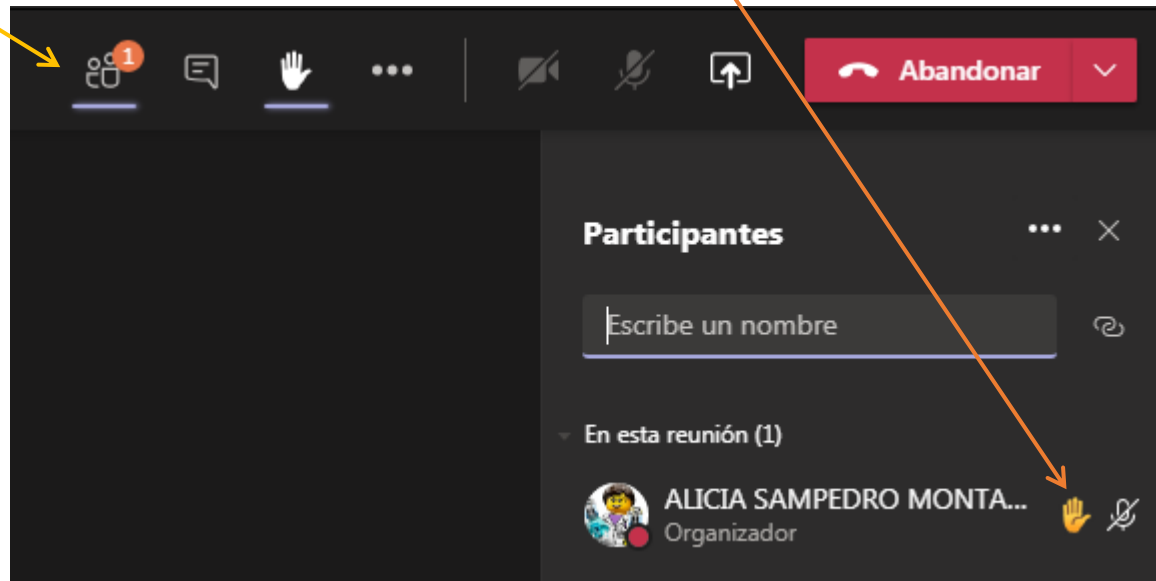 1
Abandonar
Participantes
Escribe un nombre
En esta reunión (1)
ALICIA SAMPEDRO MONTA...
Organizador